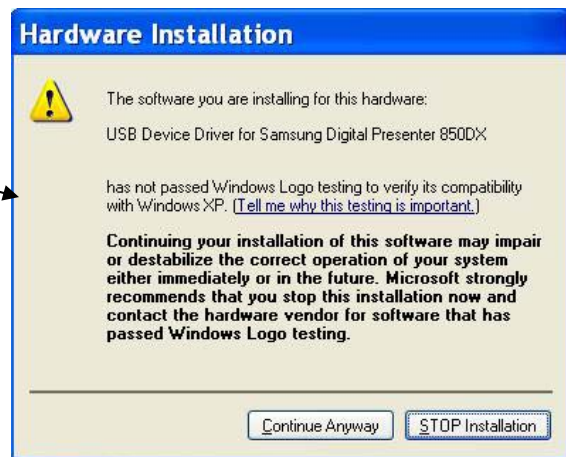 Hardware Installation
The software you are installing for this hardware:
USB Device Driver for Samsung Digital Presenter 850DX
has not passed Windows Logo testing to verify its compatibility
with Windows XP. (Tell me why this testing is important.)
Continuing your installation of this software may impair
or destabilize the correct operation of your system
either immediately or in the future. Microsoft strongly
recommends that you stop this installation now and
contact the hardware vendor for software that has
passed Windows Logo testing.
Continue Anyway
STOP Installation